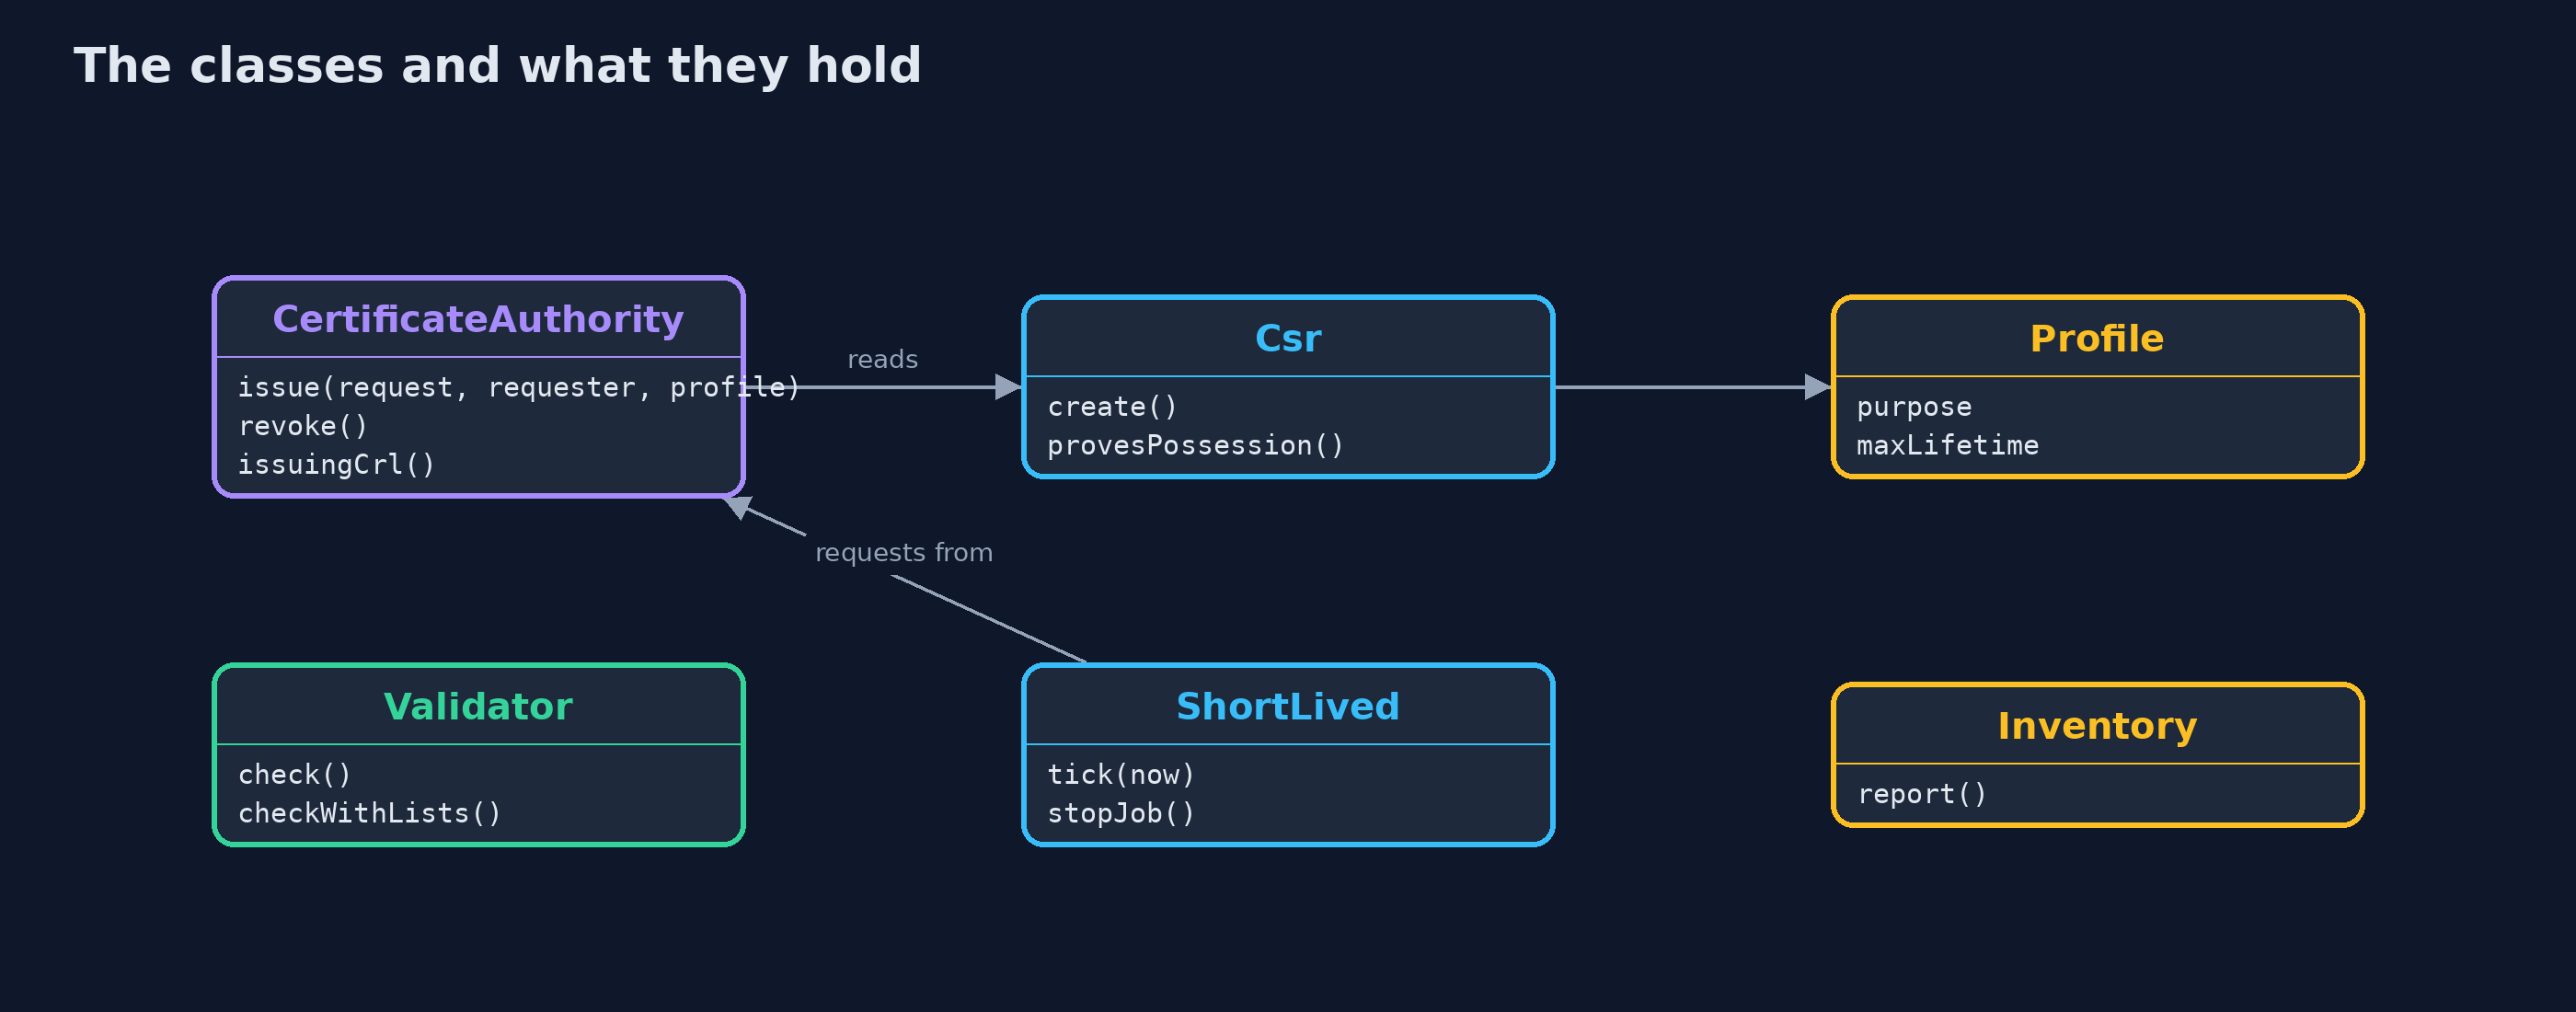 The classes and what they hold
CertificateAuthority
issue(request, requester, profile)
revoke()
issuingCrl()
reads
Csr
create()
provesPossession()
Profile
purpose
maxLifetime
requests from
Validator
check()
checkWithLists()
ShortLived
tick(now)
stopJob()
Inventory
report()